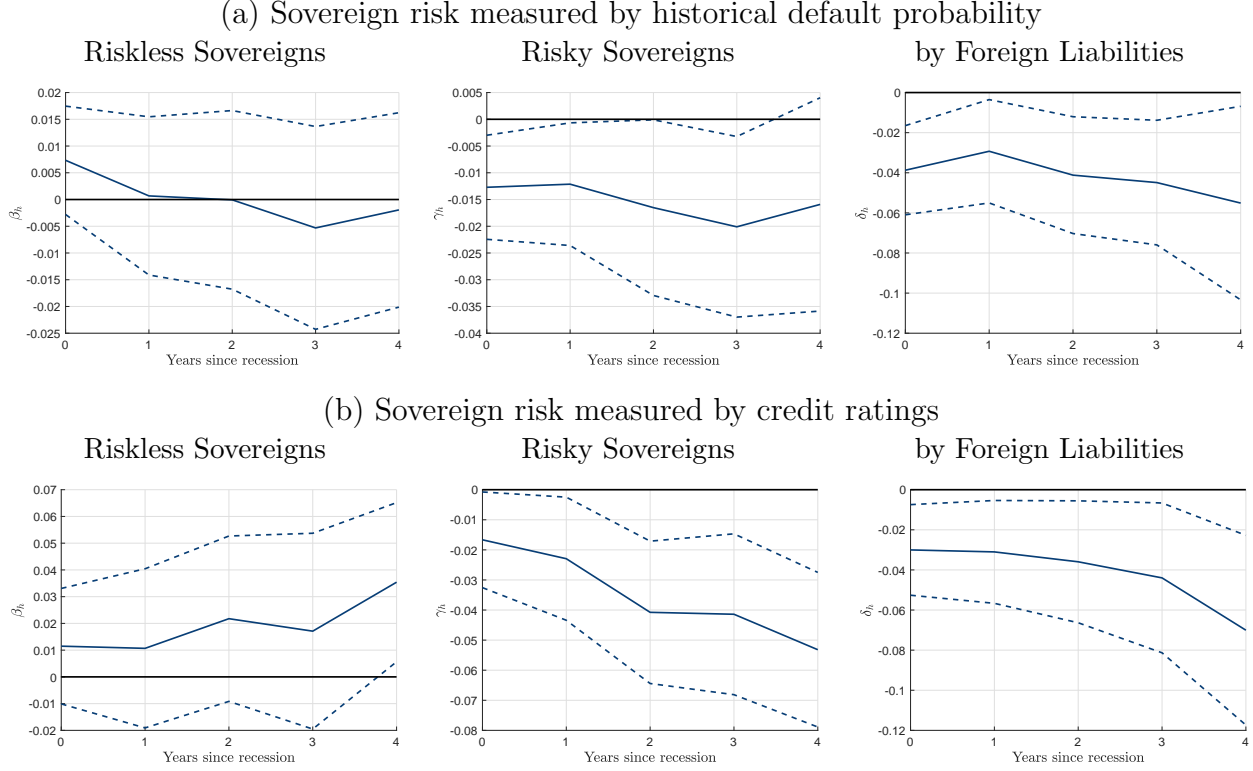 (a) Sovereign risk measured by historical default probability
Riskless Sovereigns
0.02
0.015
0.01
0.005
0
-0.005
-0.01
-0.015
-0.02
-0.025
βh
0 1 2 3 4
Years since recession
Risky Sovereigns
0.005
0
-0.005
-0.01
-0.015
-0.02
-0.025
-0.03
-0.035
-0.04
γh
0 1 2 3 4
Years since recession
by Foreign Liabilities
0
-0.02
-0.04
-0.06
-0.08
-0.1
-0.12
δh
0 1 2 3 4
Years since recession
(b) Sovereign risk measured by credit ratings
Riskless Sovereigns
0.07
0.06
0.05
0.04
0.03
0.02
0.01
0
-0.01
-0.02
βh
0 1 2 3 4
Years since recession
Risky Sovereigns
0
-0.01
-0.02
-0.03
-0.04
-0.05
-0.06
-0.07
-0.08
γh
0 1 2 3 4
Years since recession
by Foreign Liabilities
0
-0.02
-0.04
-0.06
-0.08
-0.1
-0.12
δh
0 1 2 3 4
Years since recession